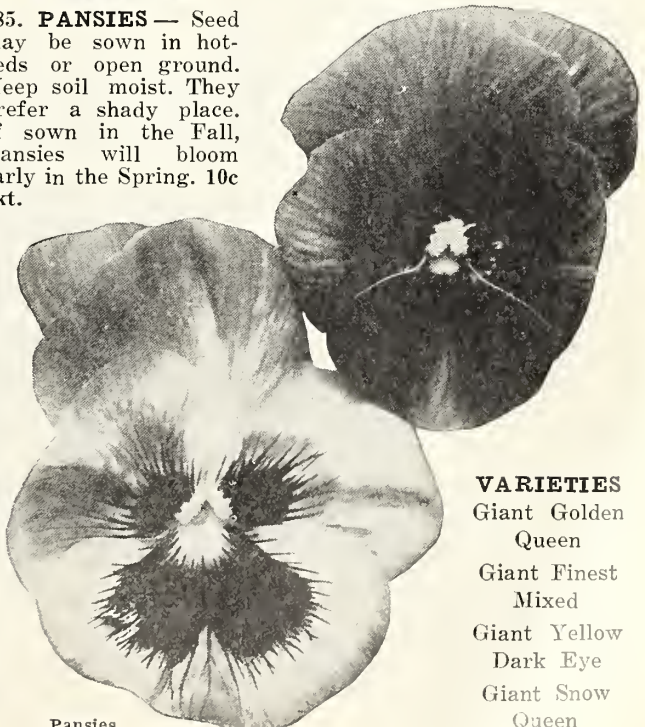 35. PANSIES — Seed
ay be sown in hot-
eds or open ground.
eep soil moist. They
refer a shady place.
f sown in the Fall,
ansies will bloom
arly in the Spring. 10c
kt.
VARIETIES
Giant Golden
Queen
Giant Finest
Mixed
Giant Yellow
Dark Eye
Giant Snow
Queen
Pansies